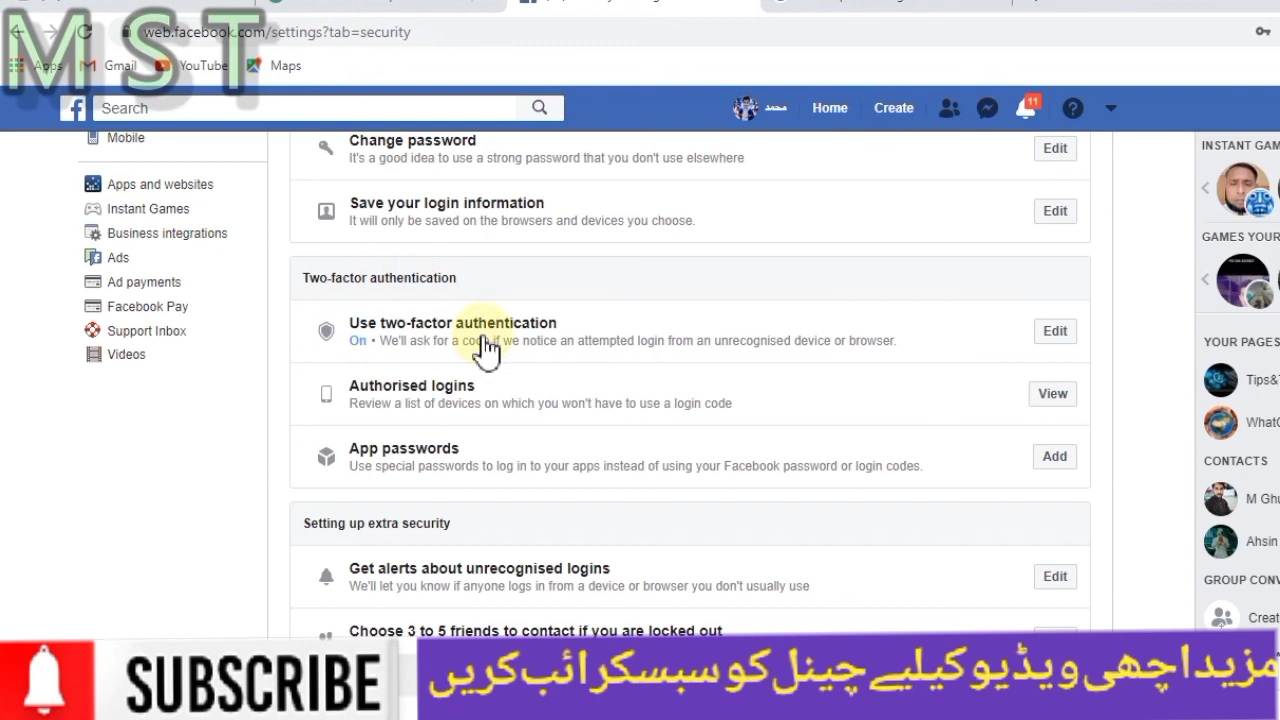 MST
web.facebook.com/settings?tab=security
Apps Gmail YouTube Maps
Search محمد Home Create 11
Mobile
Apps and websites
Instant Games
Business integrations
Ads
Ad payments
Facebook Pay
Support Inbox
Videos
Change password
It's a good idea to use a strong password that you don't use elsewhere
Edit
Save your login information
It will only be saved on the browsers and devices you choose.
Edit
Two-factor authentication
Use two-factor authentication
On • We'll ask for a code if we notice an attempted login from an unrecognised device or browser.
Edit
Authorised logins
Review a list of devices on which you won't have to use a login code
View
App passwords
Use special passwords to log in to your apps instead of using your Facebook password or login codes.
Add
Setting up extra security
Get alerts about unrecognised logins
We'll let you know if anyone logs in from a device or browser you don't usually use
Edit
Choose 3 to 5 friends to contact if you are locked out
INSTANT GAM
GAMES YOUR
YOUR PAGES
Tips&T
WhatG
CONTACTS
M Ghu
Ahsin
GROUP CONV
Creat
SUBSCRIBE
مزید اچھی ویڈیو کیلیے چینل کو سبسکرائب کریں